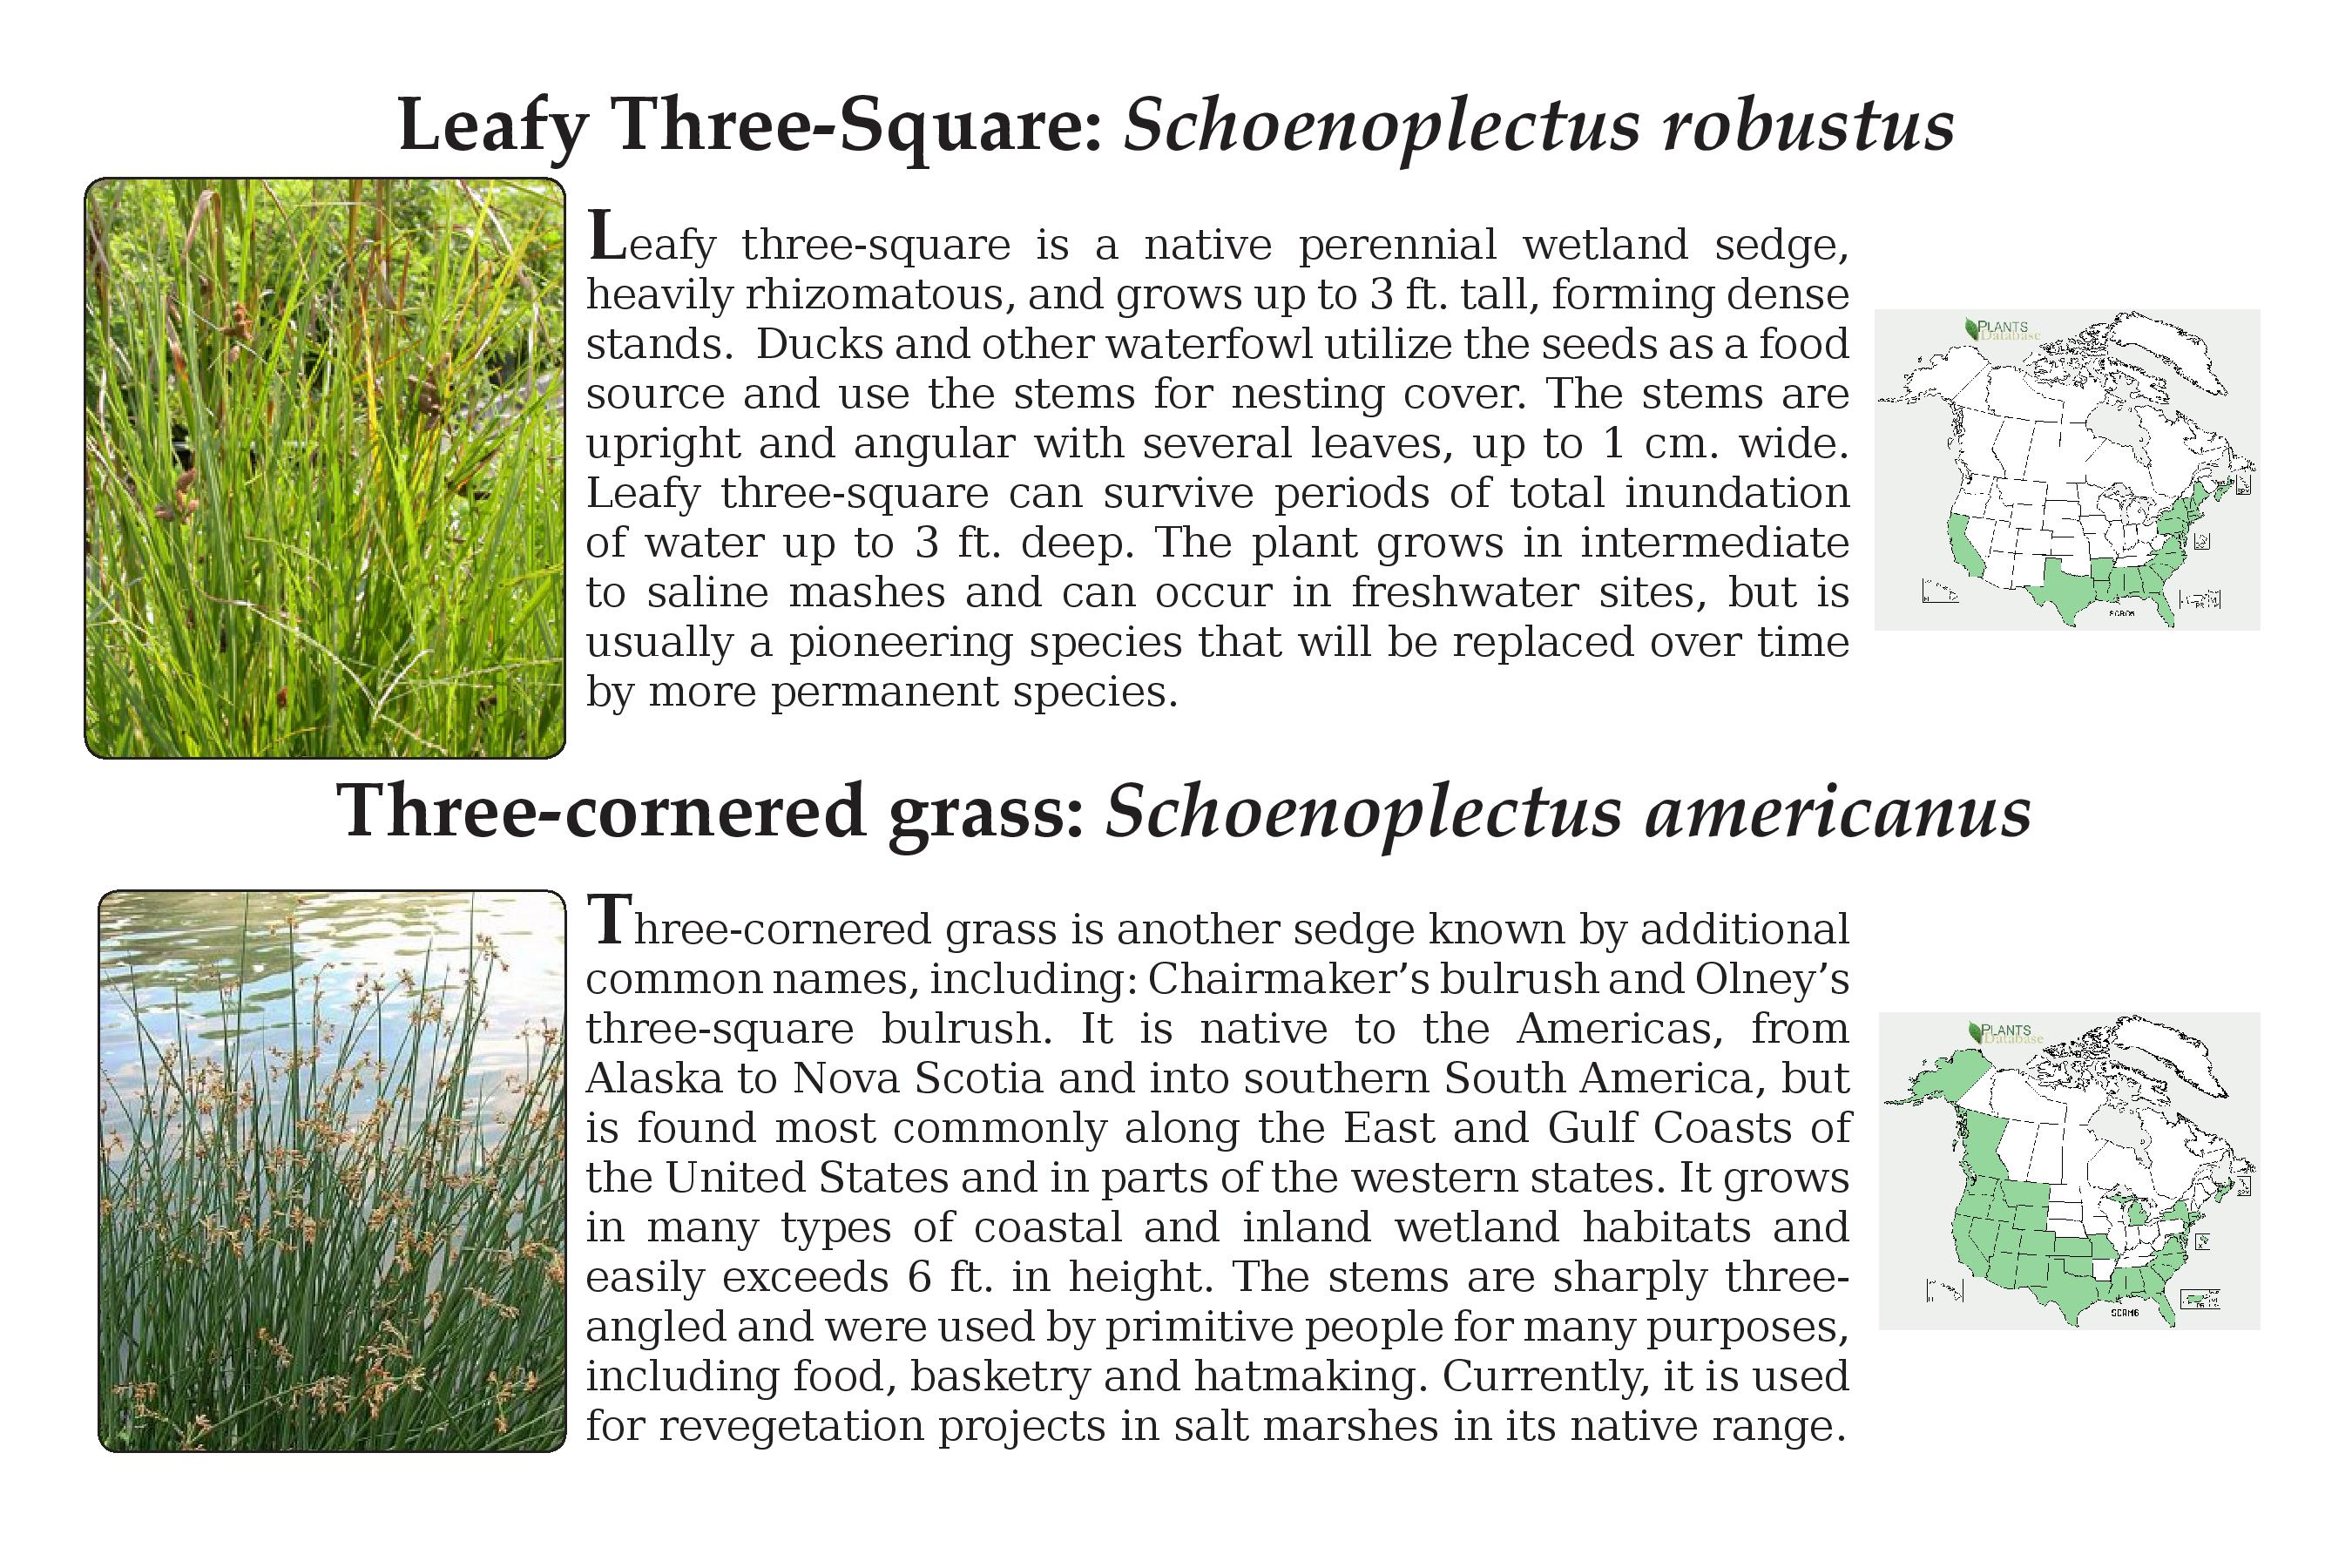 Leafy Three-Square: Schoenoplectus robustus
Leafy three-square is a native perennial wetland sedge,
heavily rhizomatous, and grows up to 3 ft. tall, forming dense
stands. Ducks and other waterfowl utilize the seeds as a food
source and use the stems for nesting cover. The stems are
upright and angular with several leaves, up to 1 cm. wide.
Leafy three-square can survive periods of total inundation
of water up to 3 ft. deep. The plant grows in intermediate
to saline mashes and can occur in freshwater sites, but is
usually a pioneering species that will be replaced over time
by more permanent species.
PLANTS
Database
Three-cornered grass: Schoenoplectus americanus
Three-cornered grass is another sedge known by additional
common names, including: Chairmaker’s bulrush and Olney’s
three-square bulrush. It is native to the Americas, from
Alaska to Nova Scotia and into southern South America, but
is found most commonly along the East and Gulf Coasts of
the United States and in parts of the western states. It grows
in many types of coastal and inland wetland habitats and
easily exceeds 6 ft. in height. The stems are sharply three-
angled and were used by primitive people for many purposes,
including food, basketry and hatmaking. Currently, it is used
for revegetation projects in salt marshes in its native range.
PLANTS
Database
SCAM6